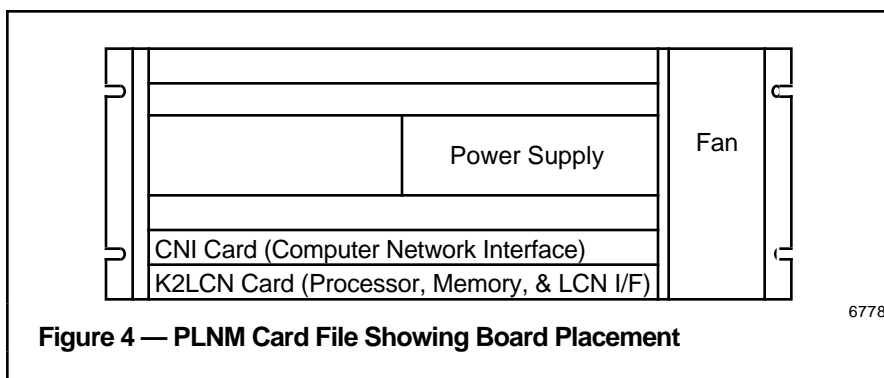 Power Supply
Fan
CNI Card (Computer Network Interface)
K2LCN Card (Processor, Memory, & LCN I/F)
6778
Figure 4 — PLNM Card File Showing Board Placement